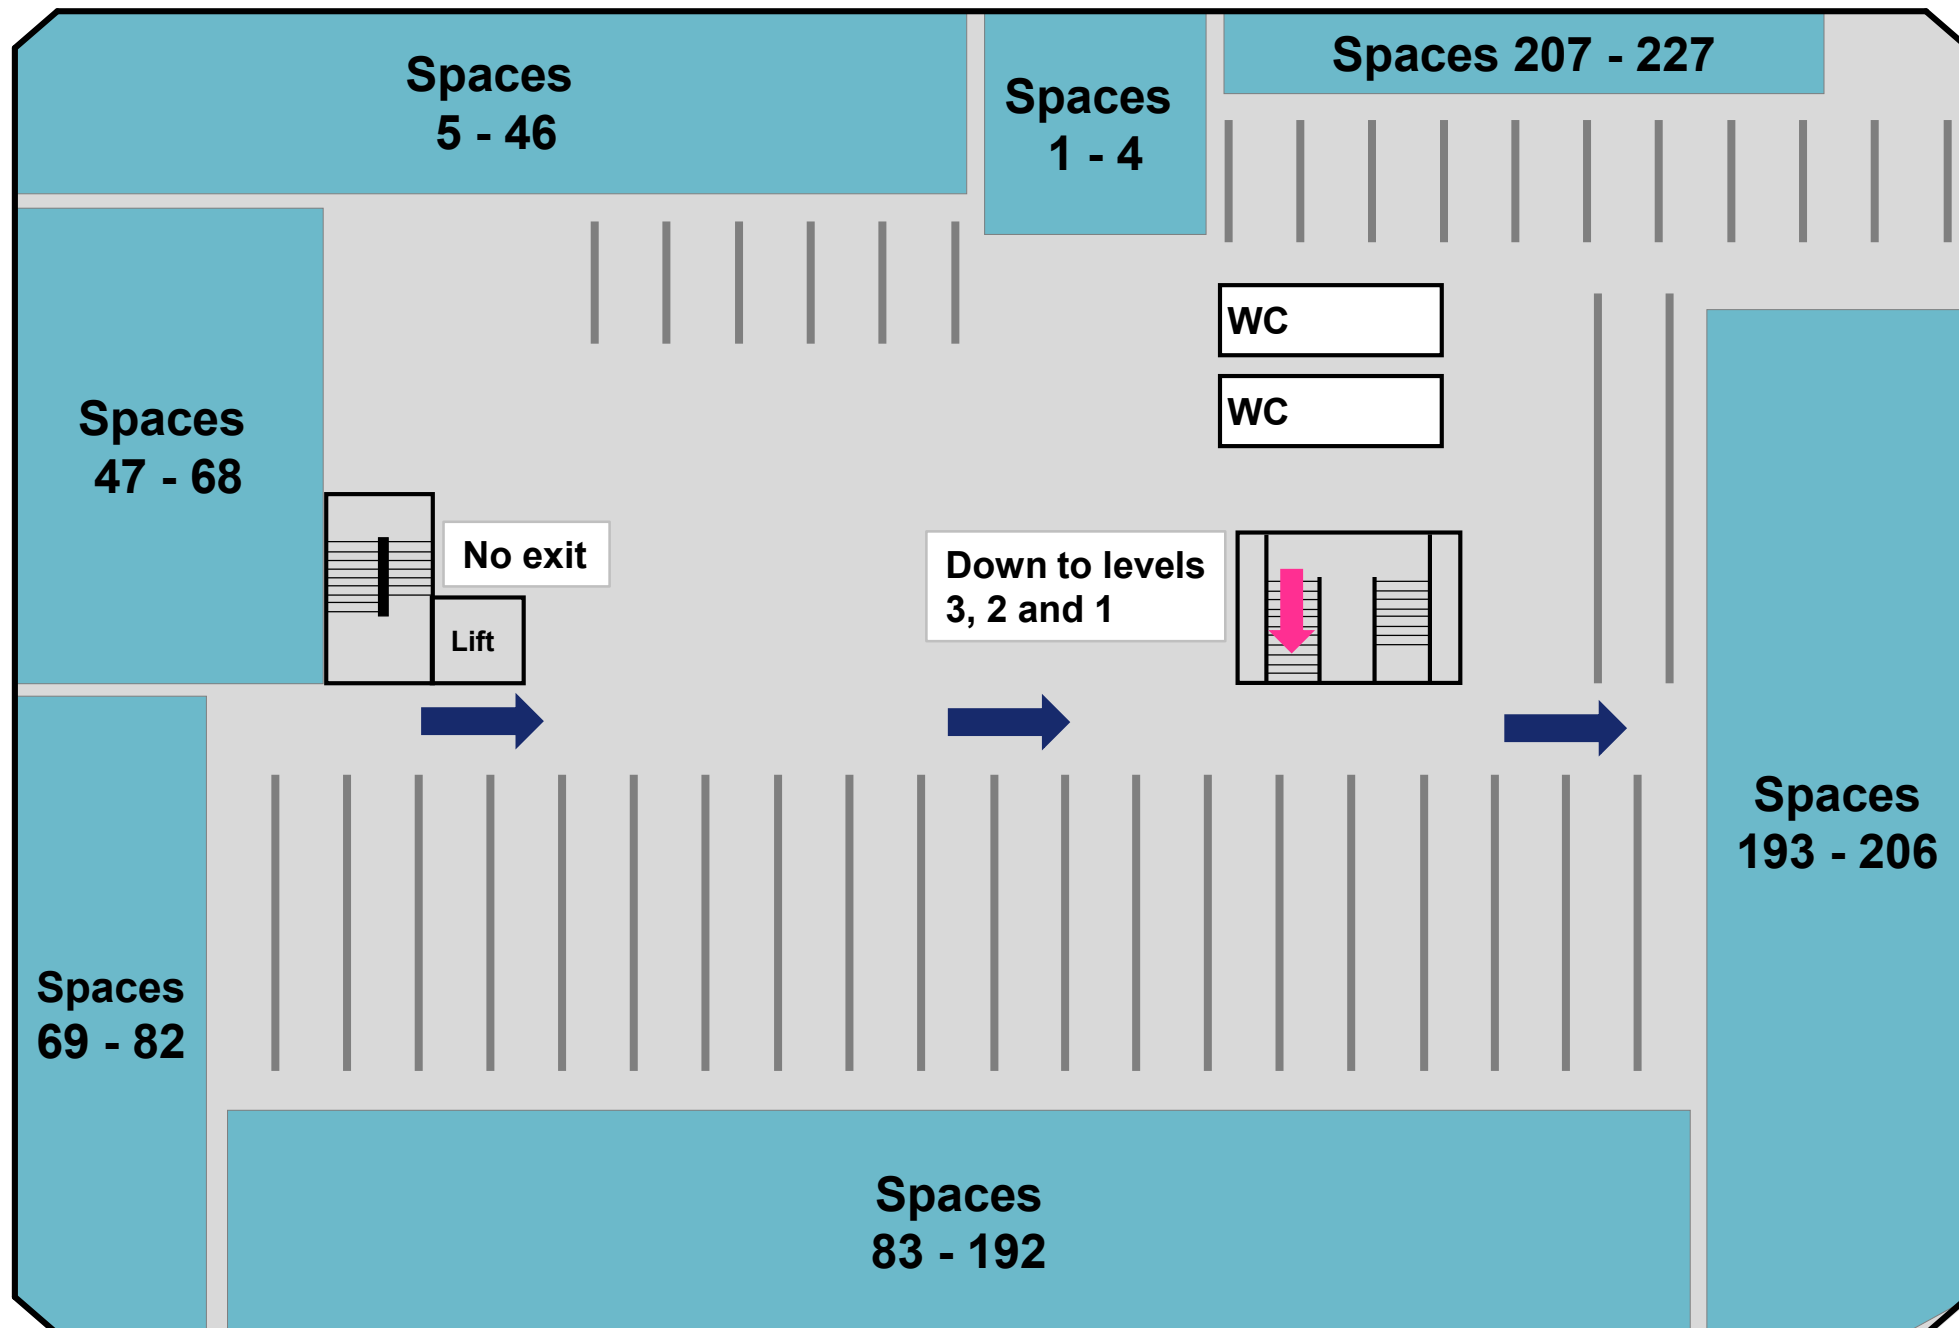 Spaces
5 - 46
Spaces
1 - 4
Spaces 207 - 227
WC
WC
Spaces
47 - 68
No exit
Lift
Down to levels
3, 2 and 1
Spaces
193 - 206
Spaces
69 - 82
Spaces
83 - 192